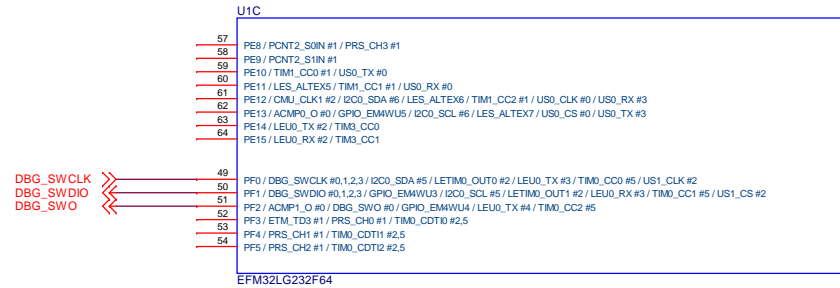 U1C
57 PE8 / PCNT2_S0IN #1 / PRS_CH3 #1
58 PE9 / PCNT2_S1IN #1
59 PE10 / TIM1_CC0 #1 / US0_TX #0
60 PE11 / LES_ALTEX5 / TIM1_CC1 #1 / US0_RX #0
61 PE12 / CMU_CLK1 #2 / I2C0_SDA #6 / LES_ALTEX6 / TIM1_CC2 #1 / US0_CLK #0 / US0_RX #3
62 PE13 / ACMP0_O #0 / GPIO_EM4WU5 / I2C0_SCL #6 / LES_ALTEX7 / US0_CS #0 / US0_TX #3
63 PE14 / LEU0_TX #2 / TIM3_CC0
64 PE15 / LEU0_RX #2 / TIM3_CC1
DBG_SWCLK 49 PF0 / DBG_SWCLK #0,1,2,3 / I2C0_SDA #5 / LETIM0_OUT0 #2 / LEU0_TX #3 / TIM0_CC0 #5 / US1_CLK #2
DBG_SWDIO 50 PF1 / DBG_SWDIO #0,1,2,3 / GPIO_EM4WU3 / I2C0_SCL #5 / LETIM0_OUT1 #2 / LEU0_RX #3 / TIM0_CC1 #5 / US1_CS #2
DBG_SWO 51 PF2 / ACMP1_O #0 / DBG_SWO #0 / GPIO_EM4WU4 / LEU0_TX #4 / TIM0_CC2 #5
52 PF3 / ETM_TD3 #1 / PRS_CH0 #1 / TIM0_CDTI0 #2,5
53 PF4 / PRS_CH1 #1 / TIM0_CDTI1 #2,5
54 PF5 / PRS_CH2 #1 / TIM0_CDTI2 #2,5
EFM32LG232F64